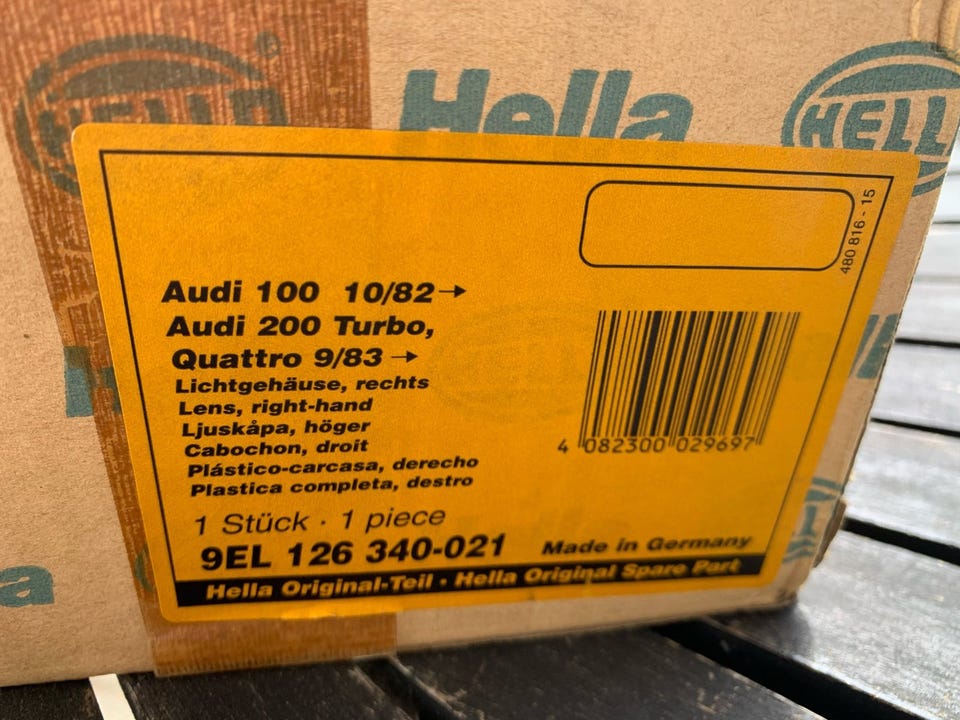 HELLA
Hella
HELL
480 816 - 15
Audi 100 10/82→
Audi 200 Turbo,
Quattro 9/83 →
Lichtgehäuse, rechts
Lens, right-hand
Ljuskåpa, höger
Cabochon, droit
Plástico-carcasa, derecho
Plastica completa, destro
4 082300 029697
1 Stück · 1 piece
9EL 126 340-021 Made in Germany
Hella Original-Teil • Hella Original Spare Part